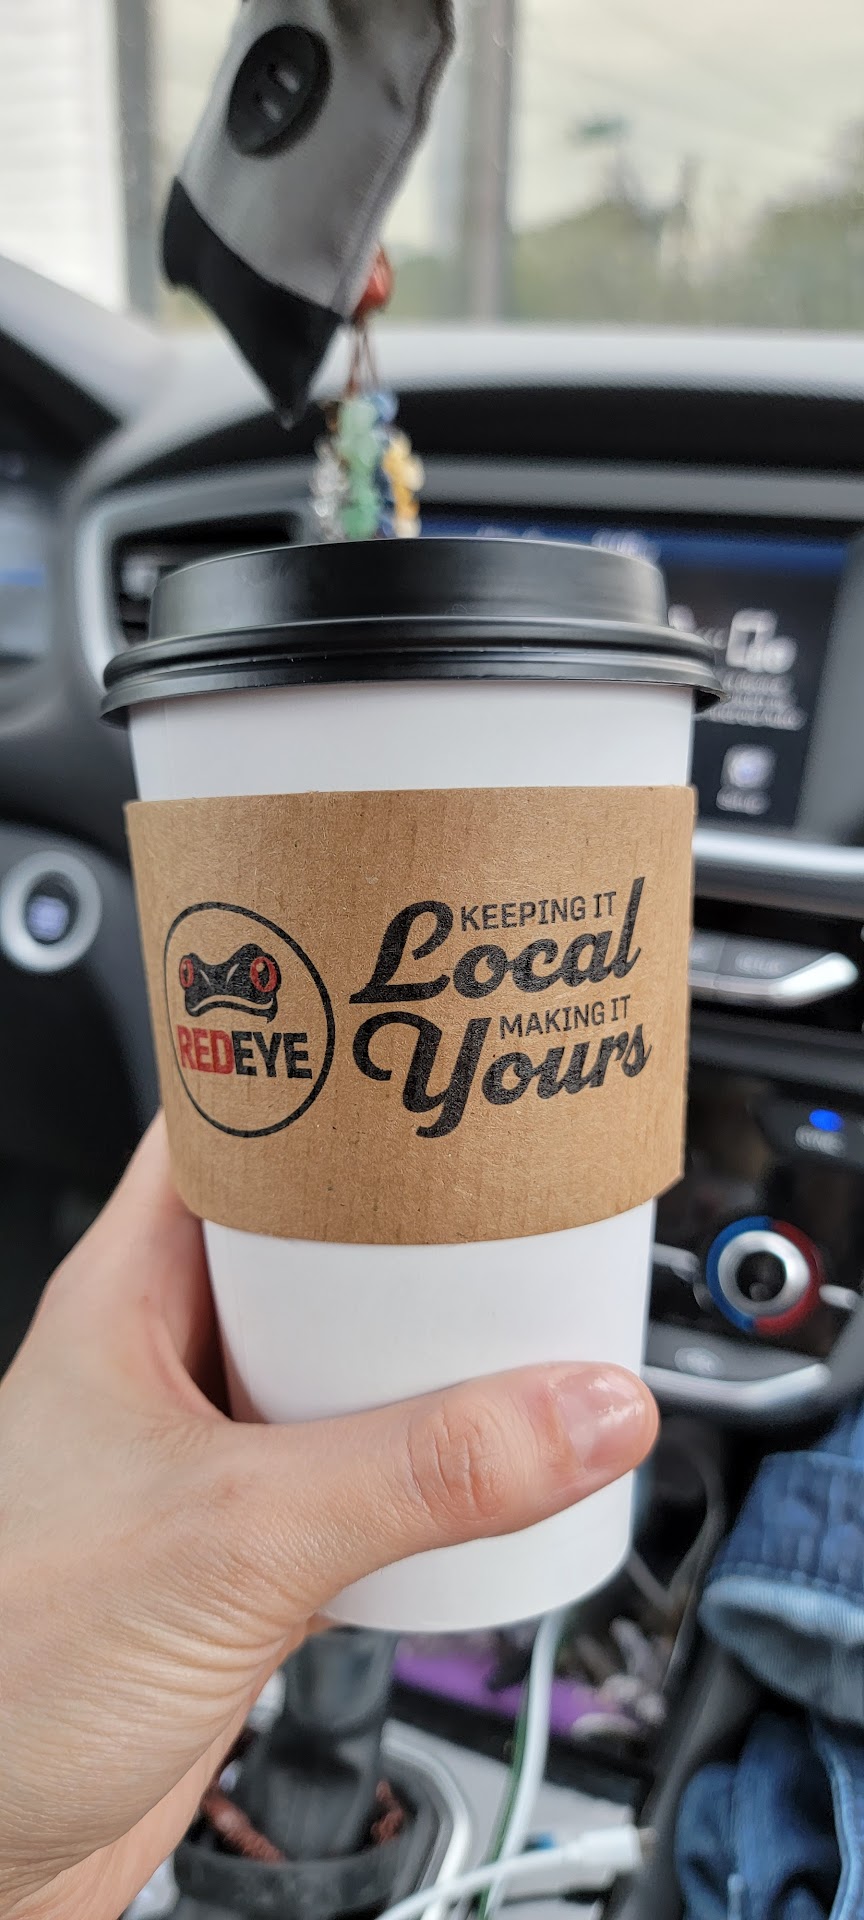 REDEYE
KEEPING IT
Local
MAKING IT
Yours